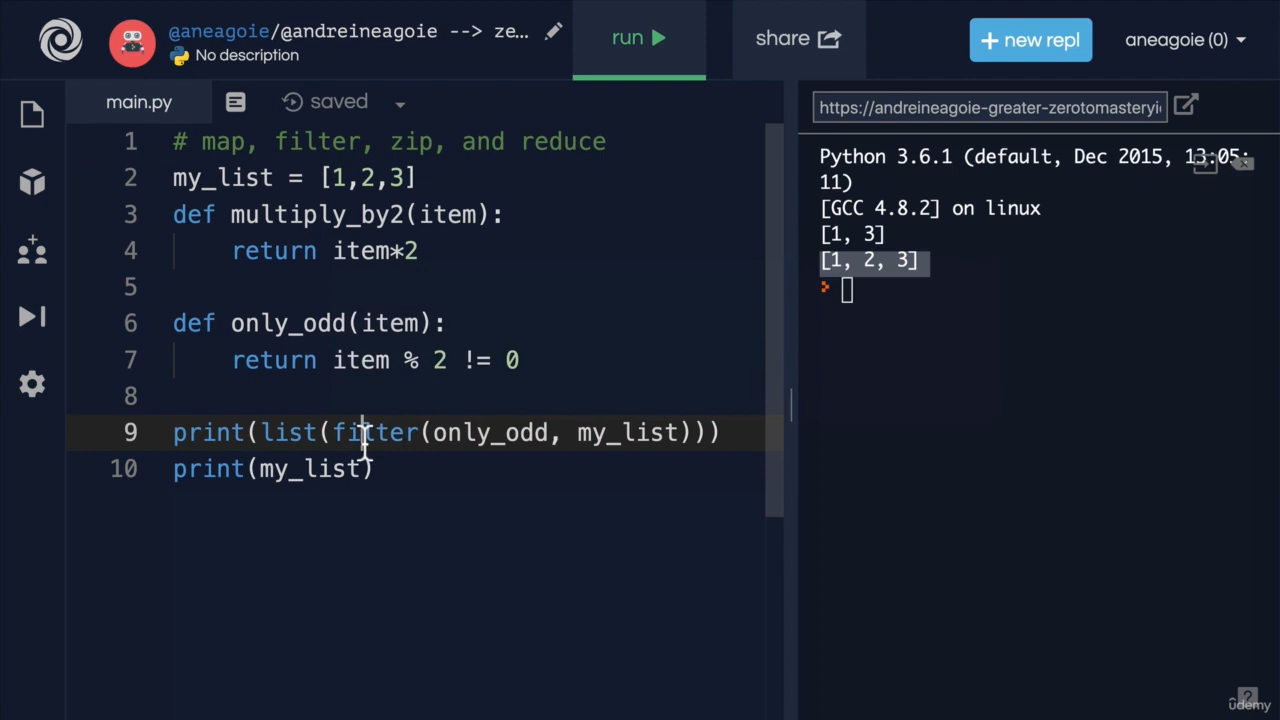 @aneagoie/@andreineagoie --> ze...
No description
run
share
+ new repl
aneagoie (0)
main.py
saved
https://andreineagoie-greater-zerotomasteryi
1 # map, filter, zip, and reduce
2 my_list = [1,2,3]
3 def multiply_by2(item):
4     return item*2
5
6 def only_odd(item):
7     return item % 2 != 0
8
9 print(list(filter(only_odd, my_list)))
10 print(my_list)
Python 3.6.1 (default, Dec 2015, 13:05:
11)
[GCC 4.8.2] on linux
[1, 3]
[1, 2, 3]
?
ûdemy